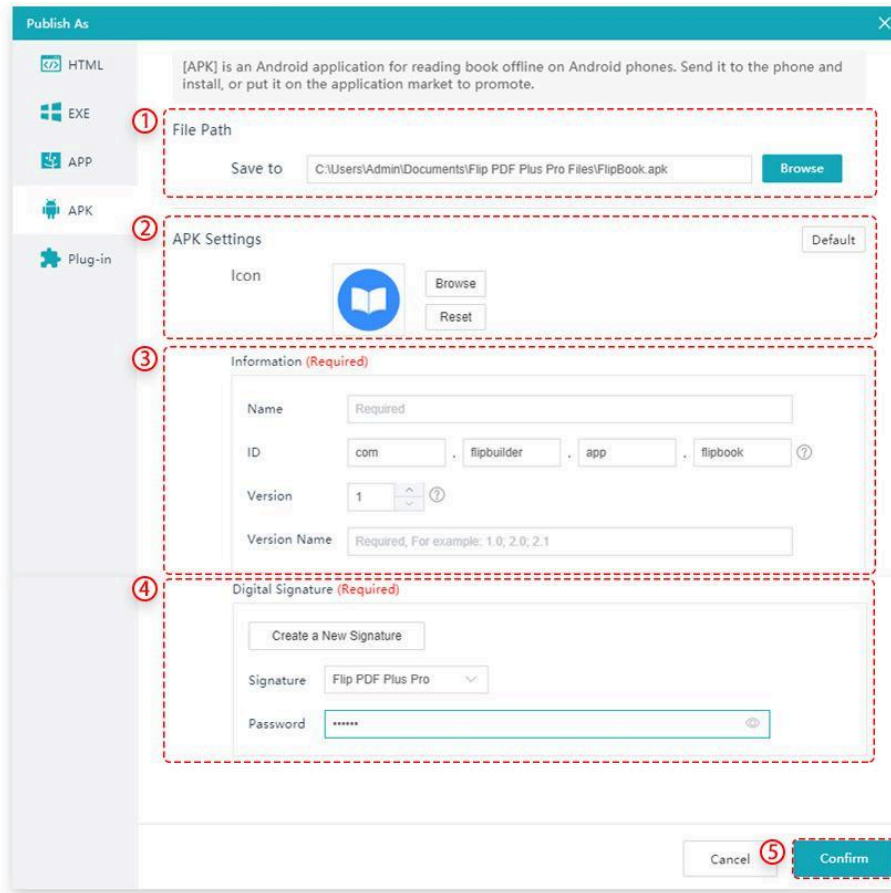 Publish As
HTML
EXE
APP
APK
Plug-in
[APK] is an Android application for reading book offline on Android phones. Send it to the phone and
install, or put it on the application market to promote.
①
File Path
Save to C:\Users\Admin\Documents\Flip PDF Plus Pro Files\FlipBook.apk Browse
②
APK Settings Default
Icon Browse
Reset
③
Information (Required)
Name Required
ID com . flipbuilder . app . flipbook ?
Version 1 ?
Version Name Required, For example: 1.0; 2.0; 2.1
④
Digital Signature (Required)
Create a New Signature
Signature Flip PDF Plus Pro
Password ••••••
Cancel ⑤ Confirm